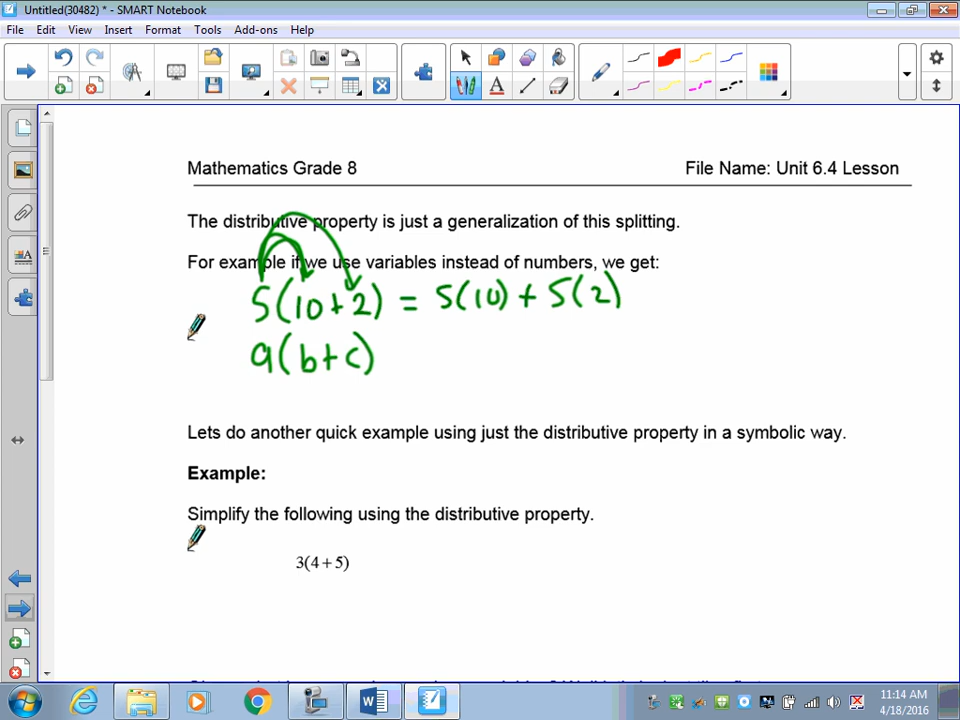 Untitled(30482) * - SMART Notebook
File Edit View Insert Format Tools Add-ons Help
Mathematics Grade 8 File Name: Unit 6.4 Lesson
The distributive property is just a generalization of this splitting.
For example if we use variables instead of numbers, we get:
5(10+2) = 5(10) + 5(2)
a(b+c)
Lets do another quick example using just the distributive property in a symbolic way.
Example:
Simplify the following using the distributive property.
3(4 + 5)
11:14 AM
4/18/2016